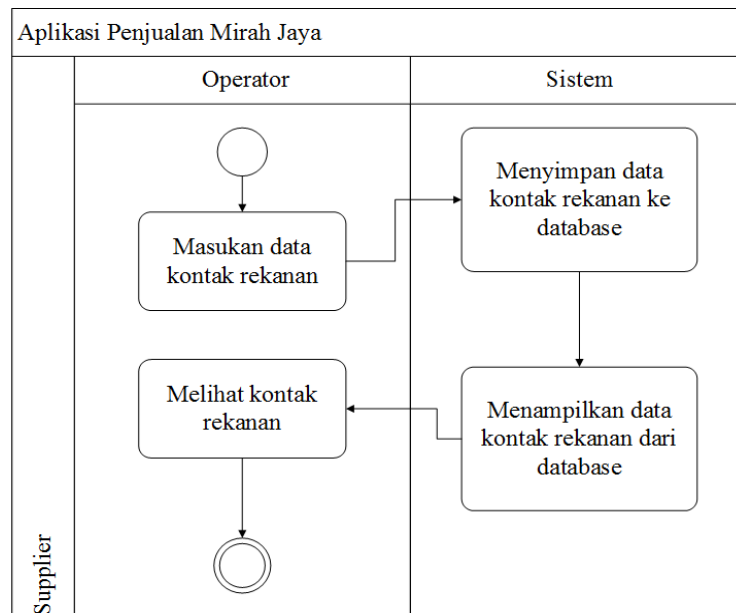 Aplikasi Penjualan Mirah Jaya
Operator
Sistem
Masukan data
kontak rekanan
Menyimpan data
kontak rekanan ke
database
Melihat kontak
rekanan
Menampilkan data
kontak rekanan dari
database
Supplier